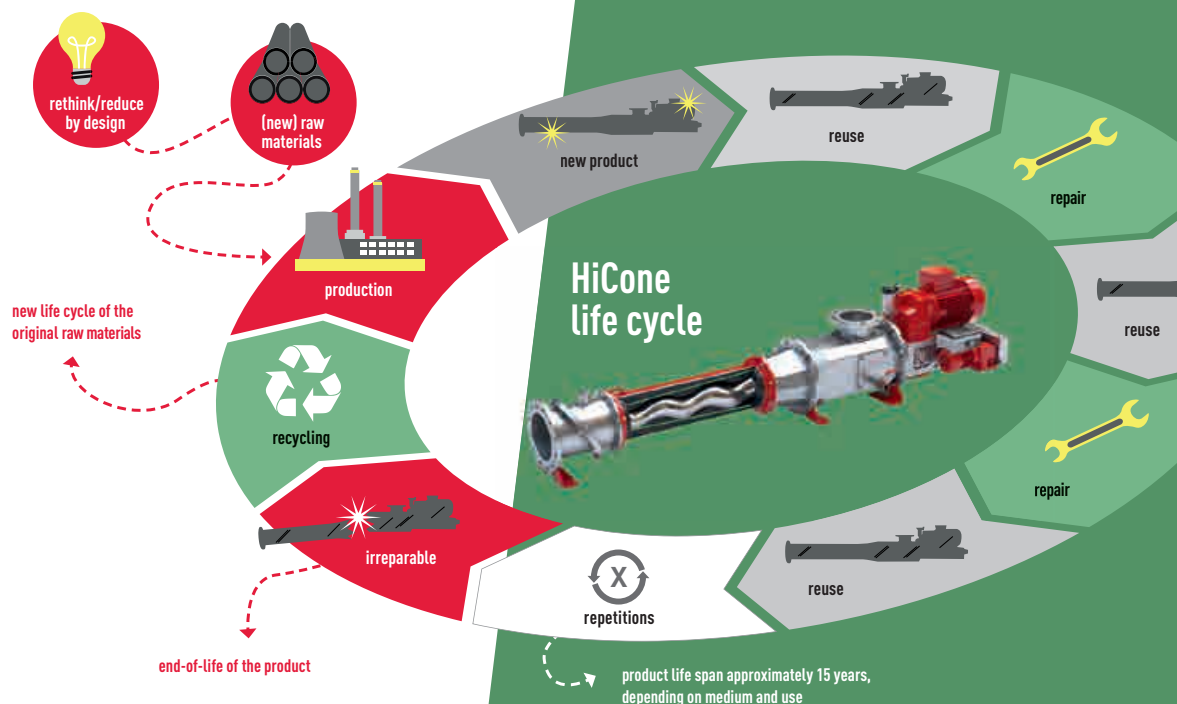 rethink/reduce
by design
(new) raw
materials
new product
reuse
repair
production
HiCone
life cycle
new life cycle of the
original raw materials
reuse
recycling
repair
irreparable
reuse
X
repetitions
end-of-life of the product
product life span approximately 15 years,
depending on medium and use